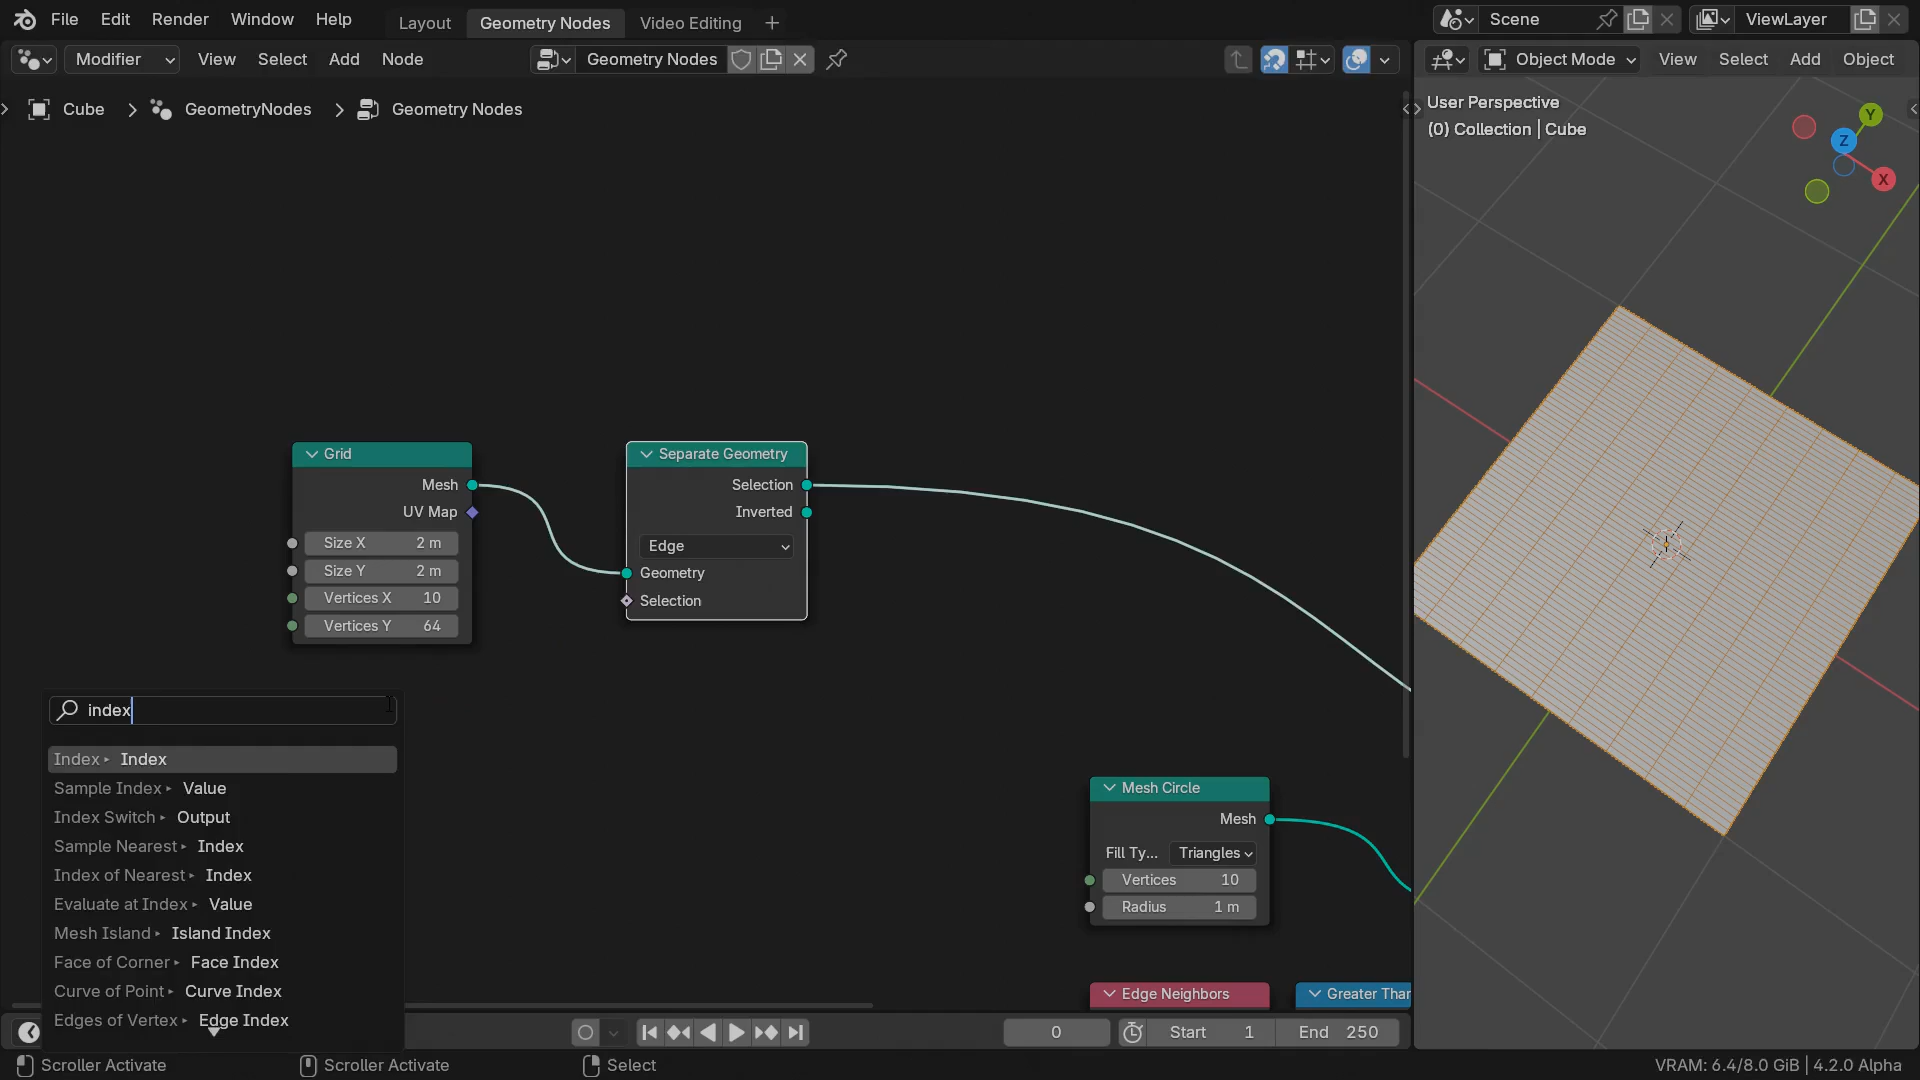 File Edit Render Window Help Layout Geometry Nodes Video Editing + Scene ViewLayer
Modifier View Select Add Node Geometry Nodes Object Mode View Select Add Object
Cube > GeometryNodes > Geometry Nodes
User Perspective
(0) Collection | Cube
Y
Z
X
Grid
Mesh
UV Map
Size X 2 m
Size Y 2 m
Vertices X 10
Vertices Y 64
Separate Geometry
Selection
Inverted
Edge
Geometry
Selection
index
Index ▸ Index
Sample Index ▸ Value
Index Switch ▸ Output
Sample Nearest ▸ Index
Index of Nearest ▸ Index
Evaluate at Index ▸ Value
Mesh Island ▸ Island Index
Face of Corner ▸ Face Index
Curve of Point ▸ Curve Index
Edges of Vertex ▸ Edge Index
Mesh Circle
Mesh
Fill Ty... Triangles
Vertices 10
Radius 1 m
Edge Neighbors
Greater Thar
0 Start 1 End 250
Scroller Activate Scroller Activate Select VRAM: 6.4/8.0 GiB | 4.2.0 Alpha